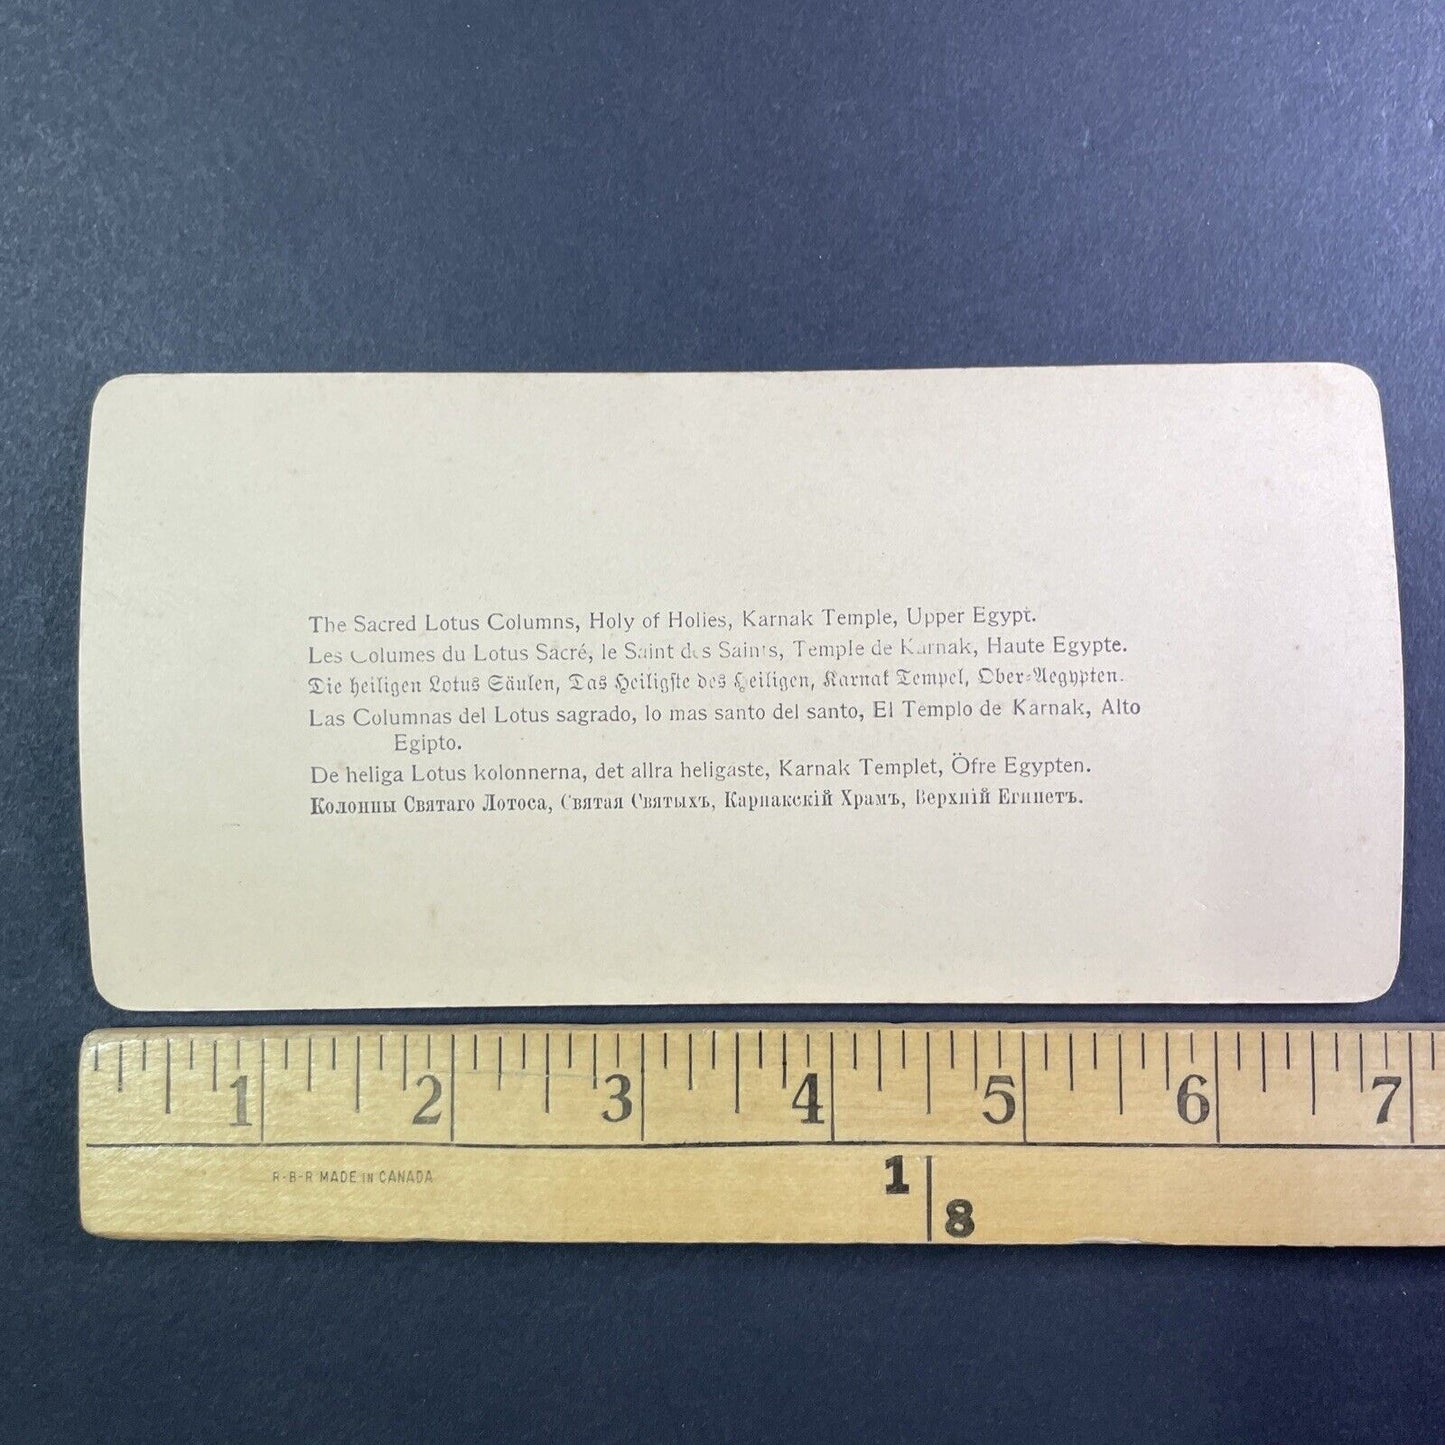 The Sacred Lotus Columns, Holy of Holies, Karnak Temple, Upper Egypt.
Les Columes du Lotus Sacré, le Saint des Saints, Temple de Karnak, Haute Egypte.
Die heiligen Lotus Säulen, Das Heiligste des Heiligen, Karnak Tempel, Ober-Aegypten.
Las Columnas del Lotus sagrado, lo mas santo del santo, El Templo de Karnak, Alto
Egipto.
De heliga Lotus kolonnerna, det allra heligaste, Karnak Templet, Öfre Egypten.
Колонны Святаго Лотоса, Святая Святыхъ, Карнакскій Храмъ, Верхній Египетъ.
1 2 3 4 5 6 7
R-B-R MADE IN CANADA
1 8